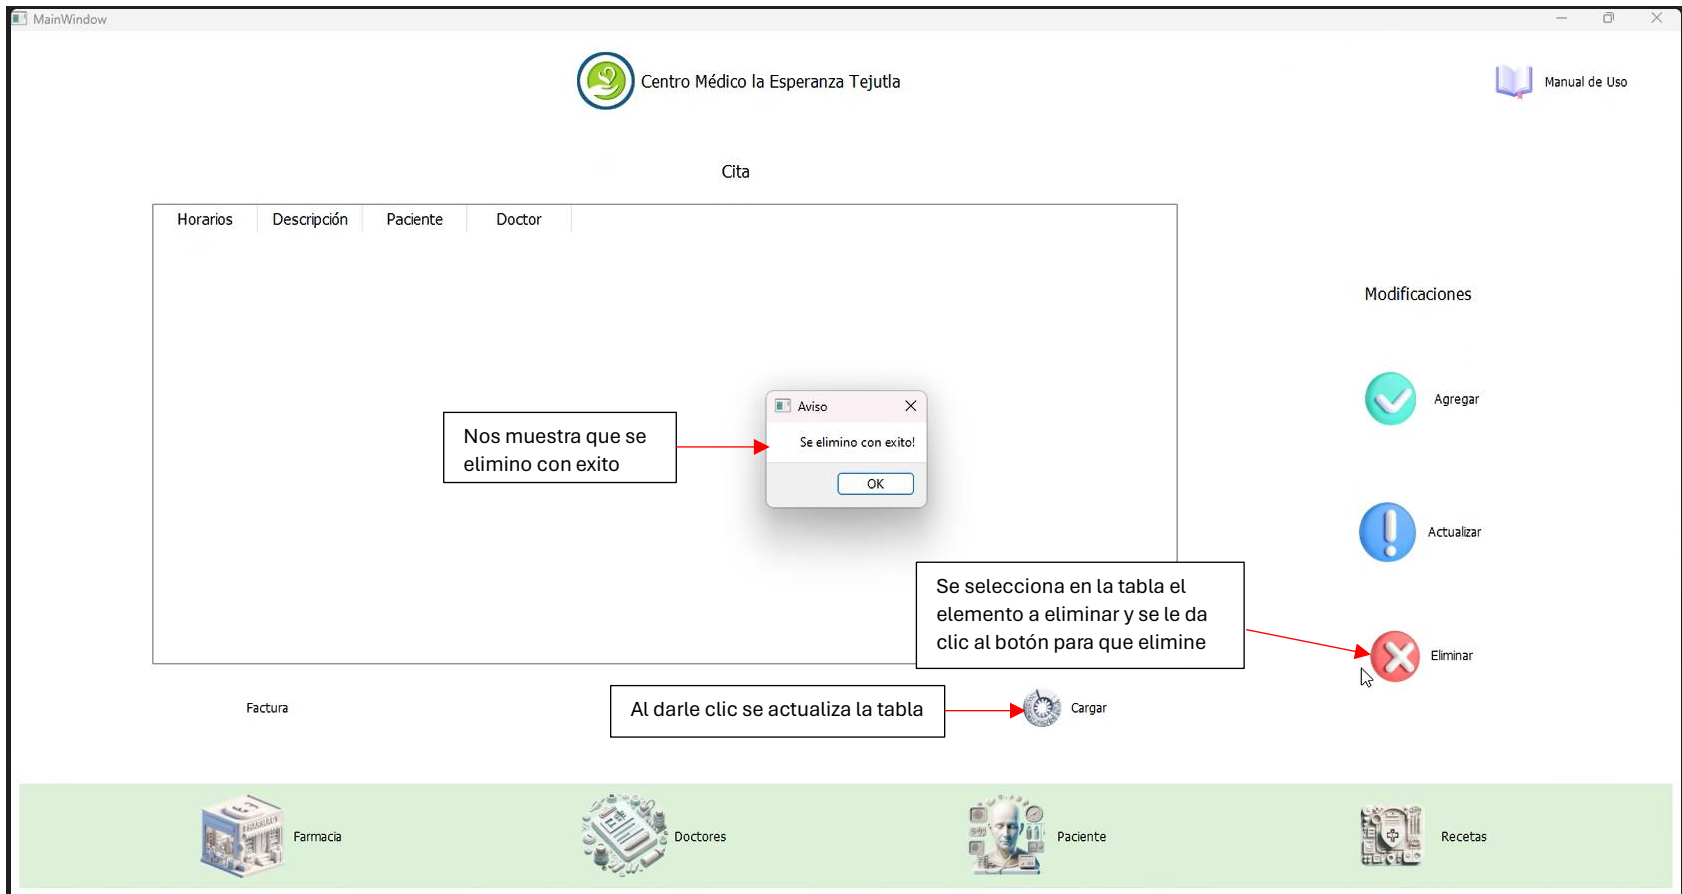 MainWindow
Centro Médico la Esperanza Tejutla
Manual de Uso
Cita
Horarios Descripción Paciente Doctor
Modificaciones
Agregar
Aviso
Se elimino con exito!
OK
Nos muestra que se
elimino con exito
Actualizar
Se selecciona en la tabla el
elemento a eliminar y se le da
clic al botón para que elimine
Eliminar
Factura
Al darle clic se actualiza la tabla
Cargar
Farmacia
Doctores
Paciente
Recetas